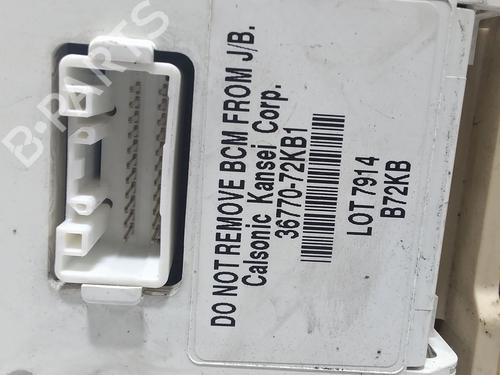 DO NOT REMOVE BCM FROM J/B.
Calsonic Kansei Corp.
36770-72KB1
LOT 7914
B72KB
B-PARTS